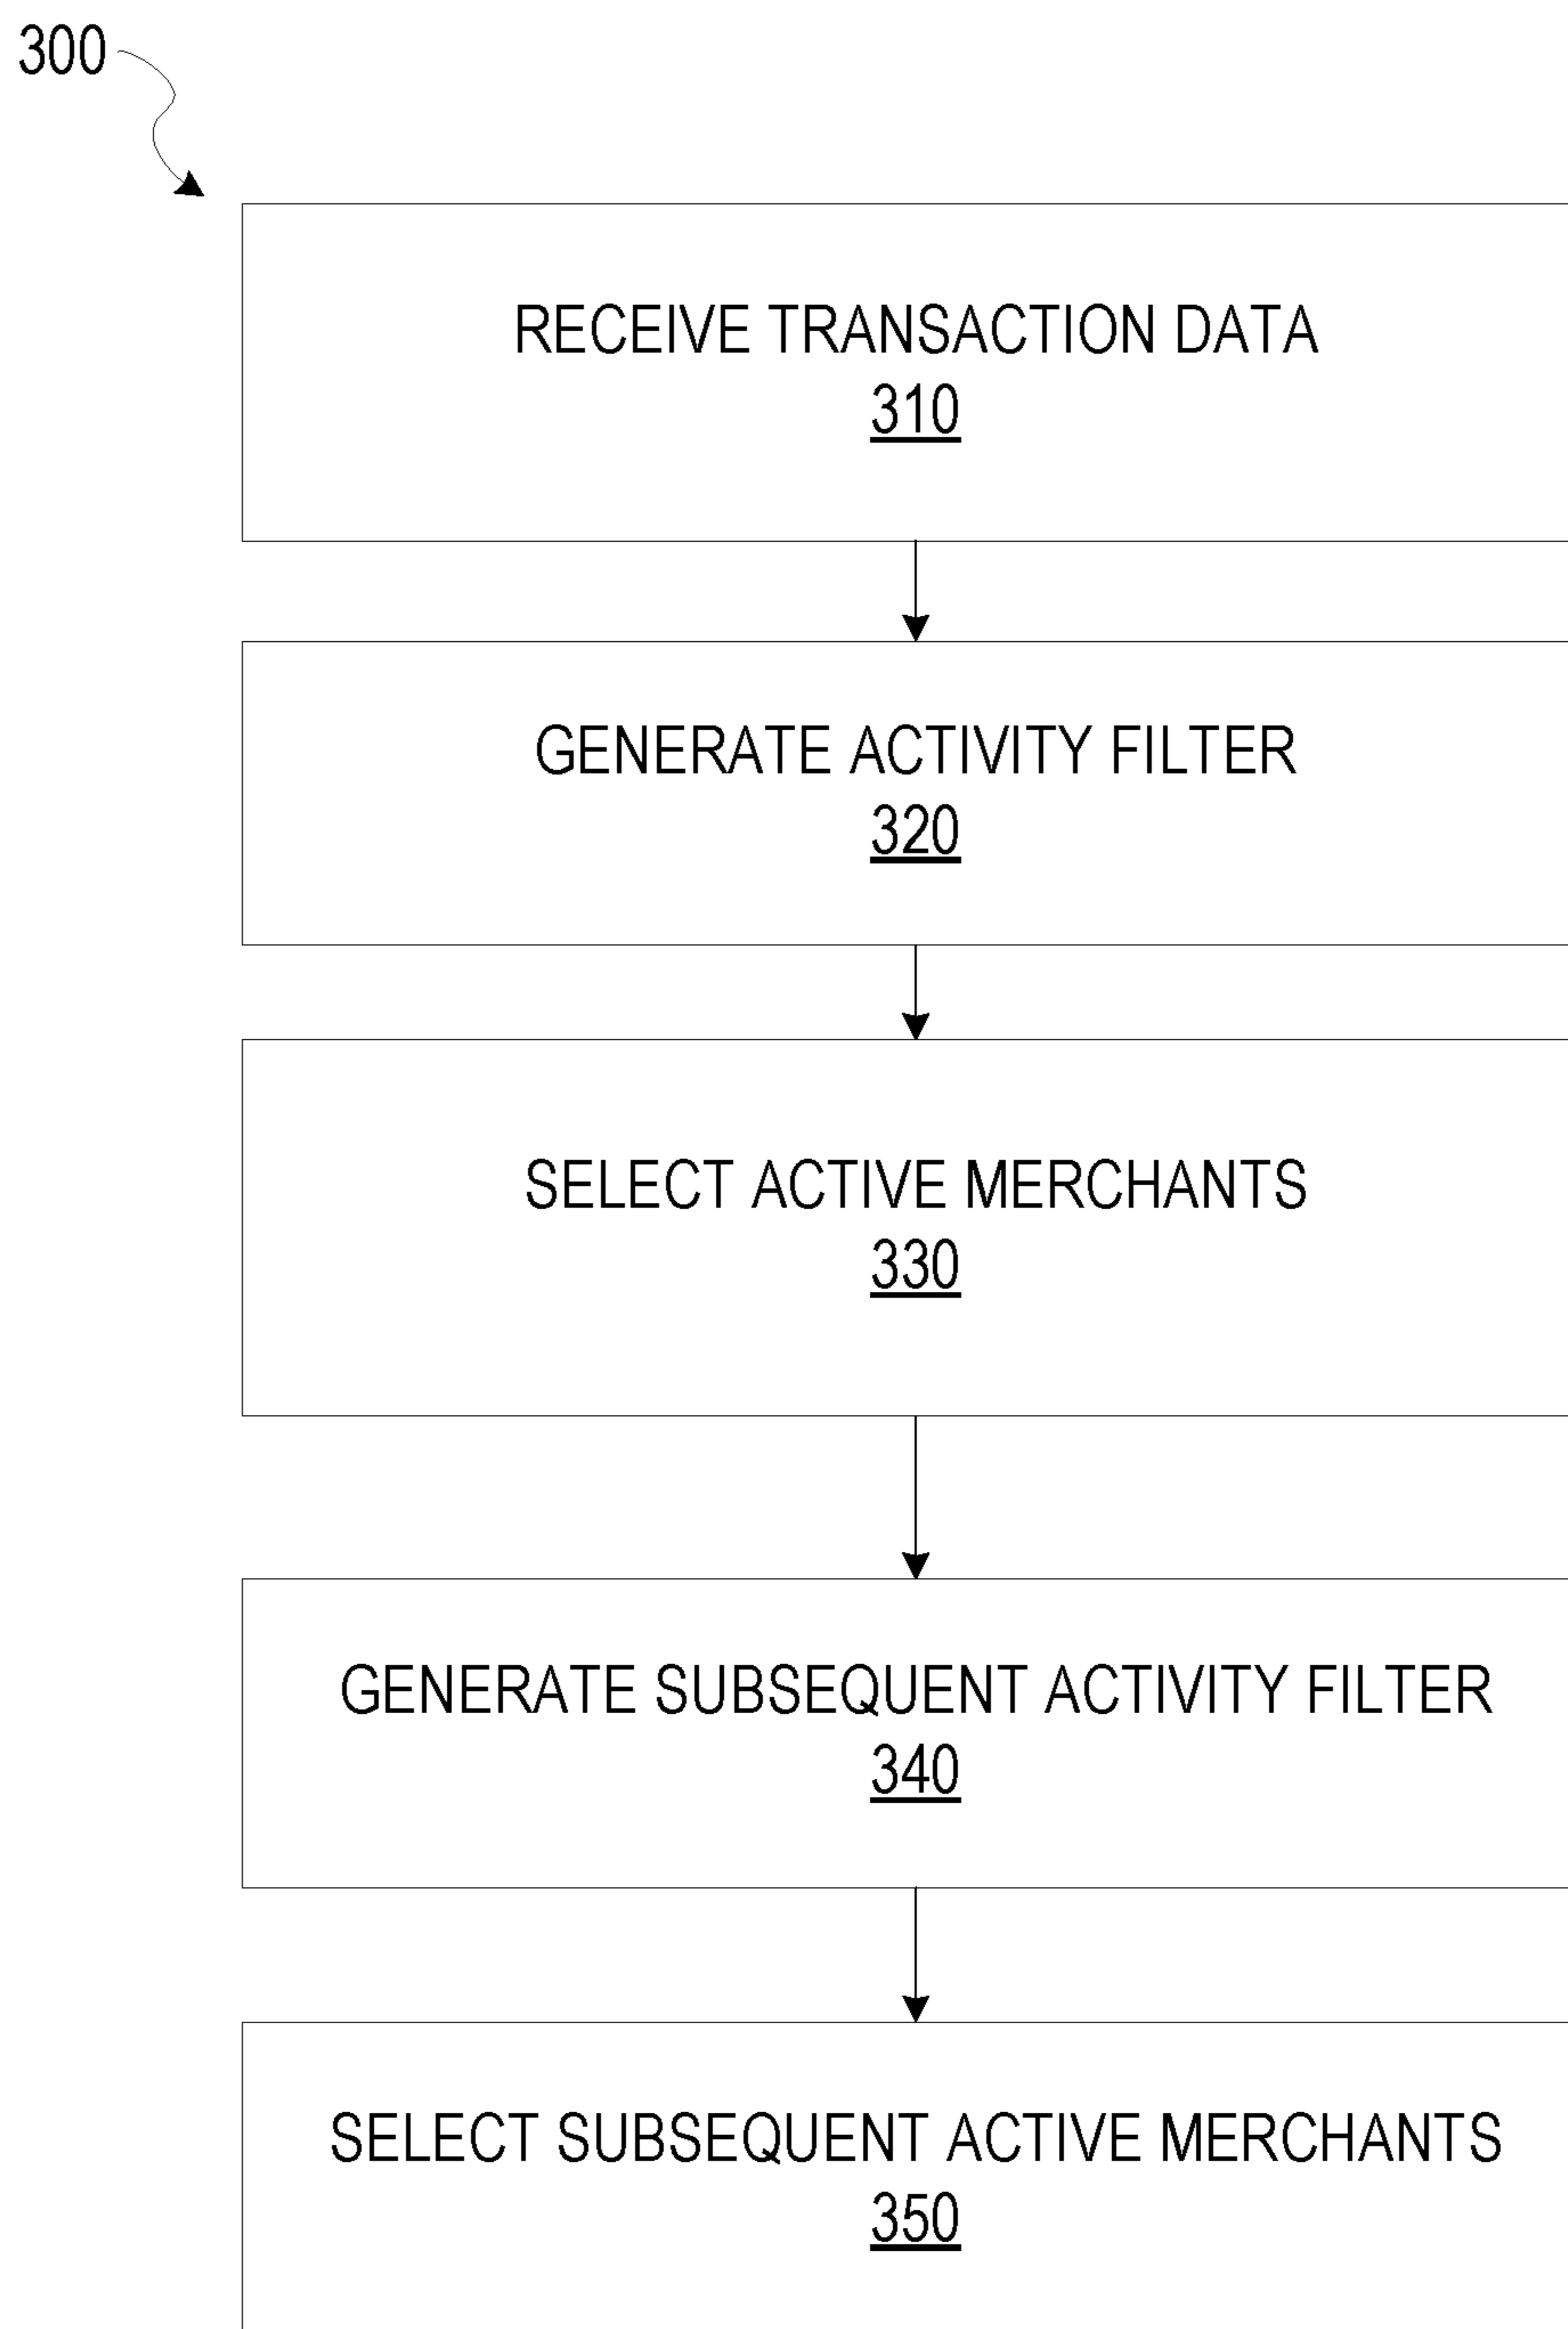 300
RECEIVE TRANSACTION DATA
310
GENERATE ACTIVITY FILTER
320
SELECT ACTIVE MERCHANTS
330
GENERATE SUBSEQUENT ACTIVITY FILTER
340
SELECT SUBSEQUENT ACTIVE MERCHANTS
350